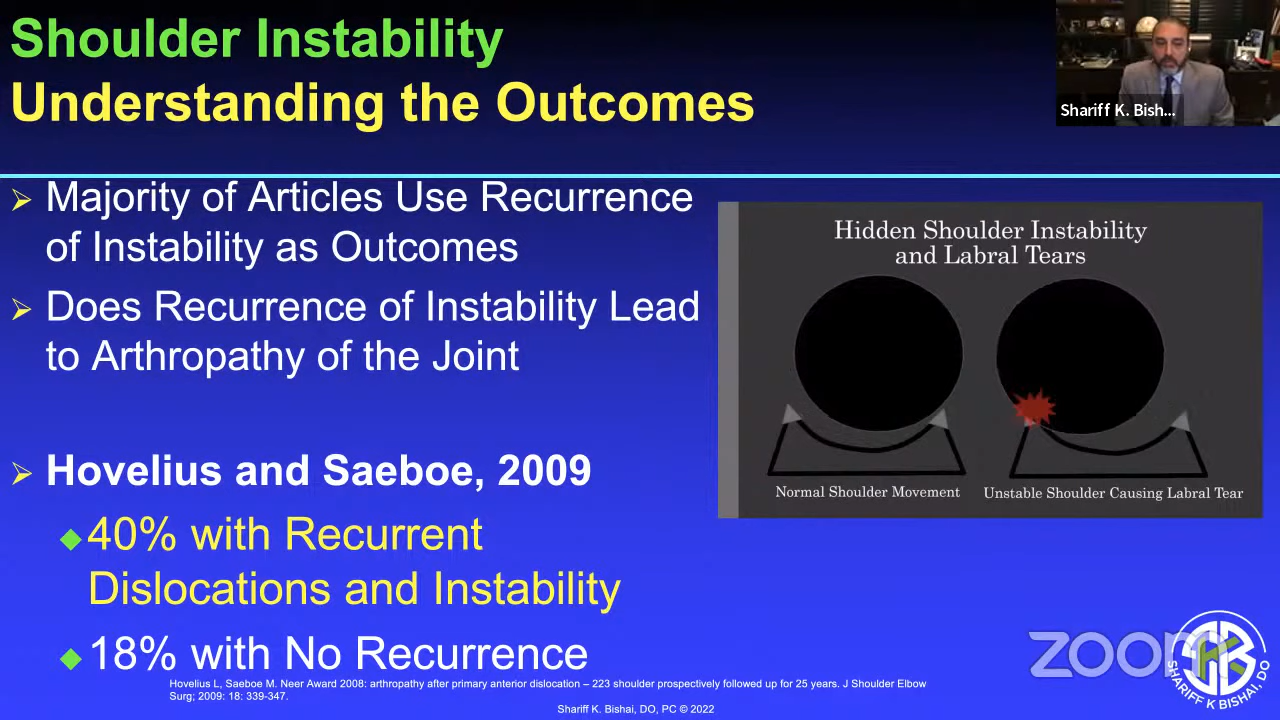 Shoulder Instability
Understanding the Outcomes
Shariff K. Bish...
Majority of Articles Use Recurrence
of Instability as Outcomes
Does Recurrence of Instability Lead
to Arthropathy of the Joint
Hovelius and Saeboe, 2009
40% with Recurrent
Dislocations and Instability
18% with No Recurrence
Hidden Shoulder Instability
and Labral Tears
Normal Shoulder Movement
Unstable Shoulder Causing Labral Tear
Hovelius L, Saeboe M. Neer Award 2008: arthropathy after primary anterior dislocation – 223 shoulder prospectively followed up for 25 years. J Shoulder Elbow
Surg; 2009: 18: 339-347.
Shariff K. Bishai, DO, PC © 2022
zoom
SHARIFF K BISHAI, DO